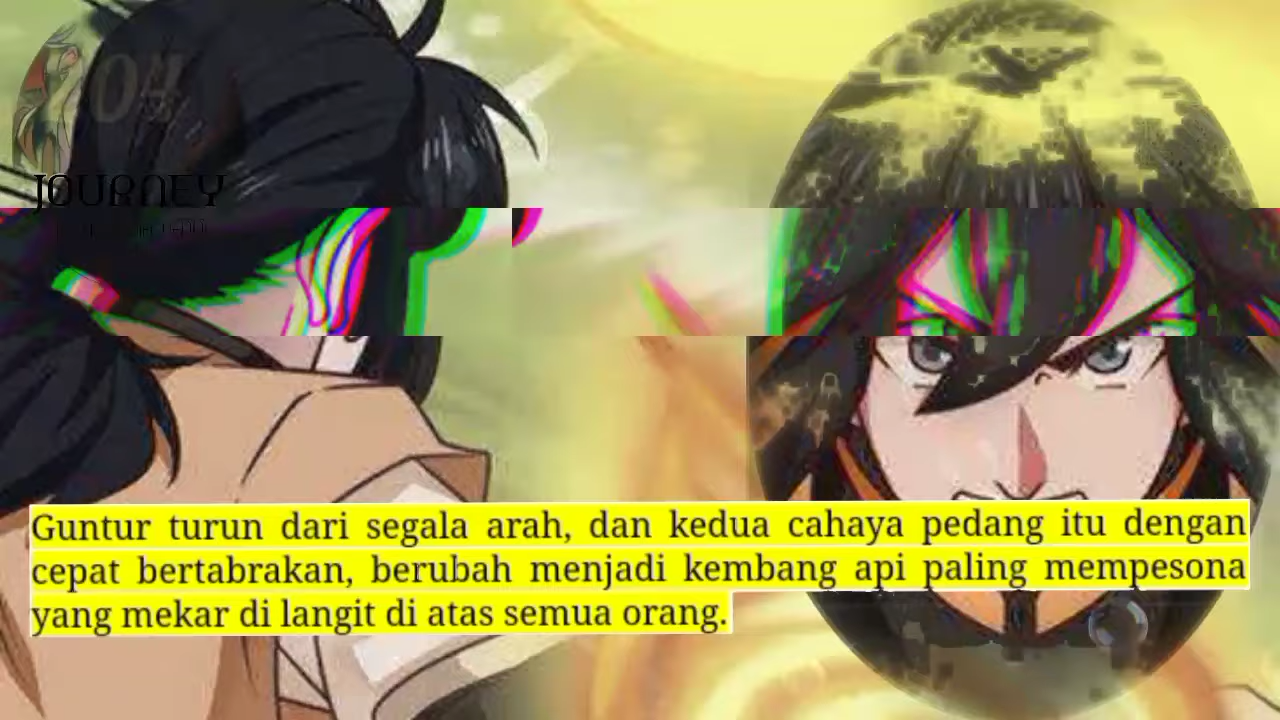 04
JOURNEY
Guntur turun dari segala arah, dan kedua cahaya pedang itu dengan
cepat bertabrakan, berubah menjadi kembang api paling mempesona
yang mekar di langit di atas semua orang.